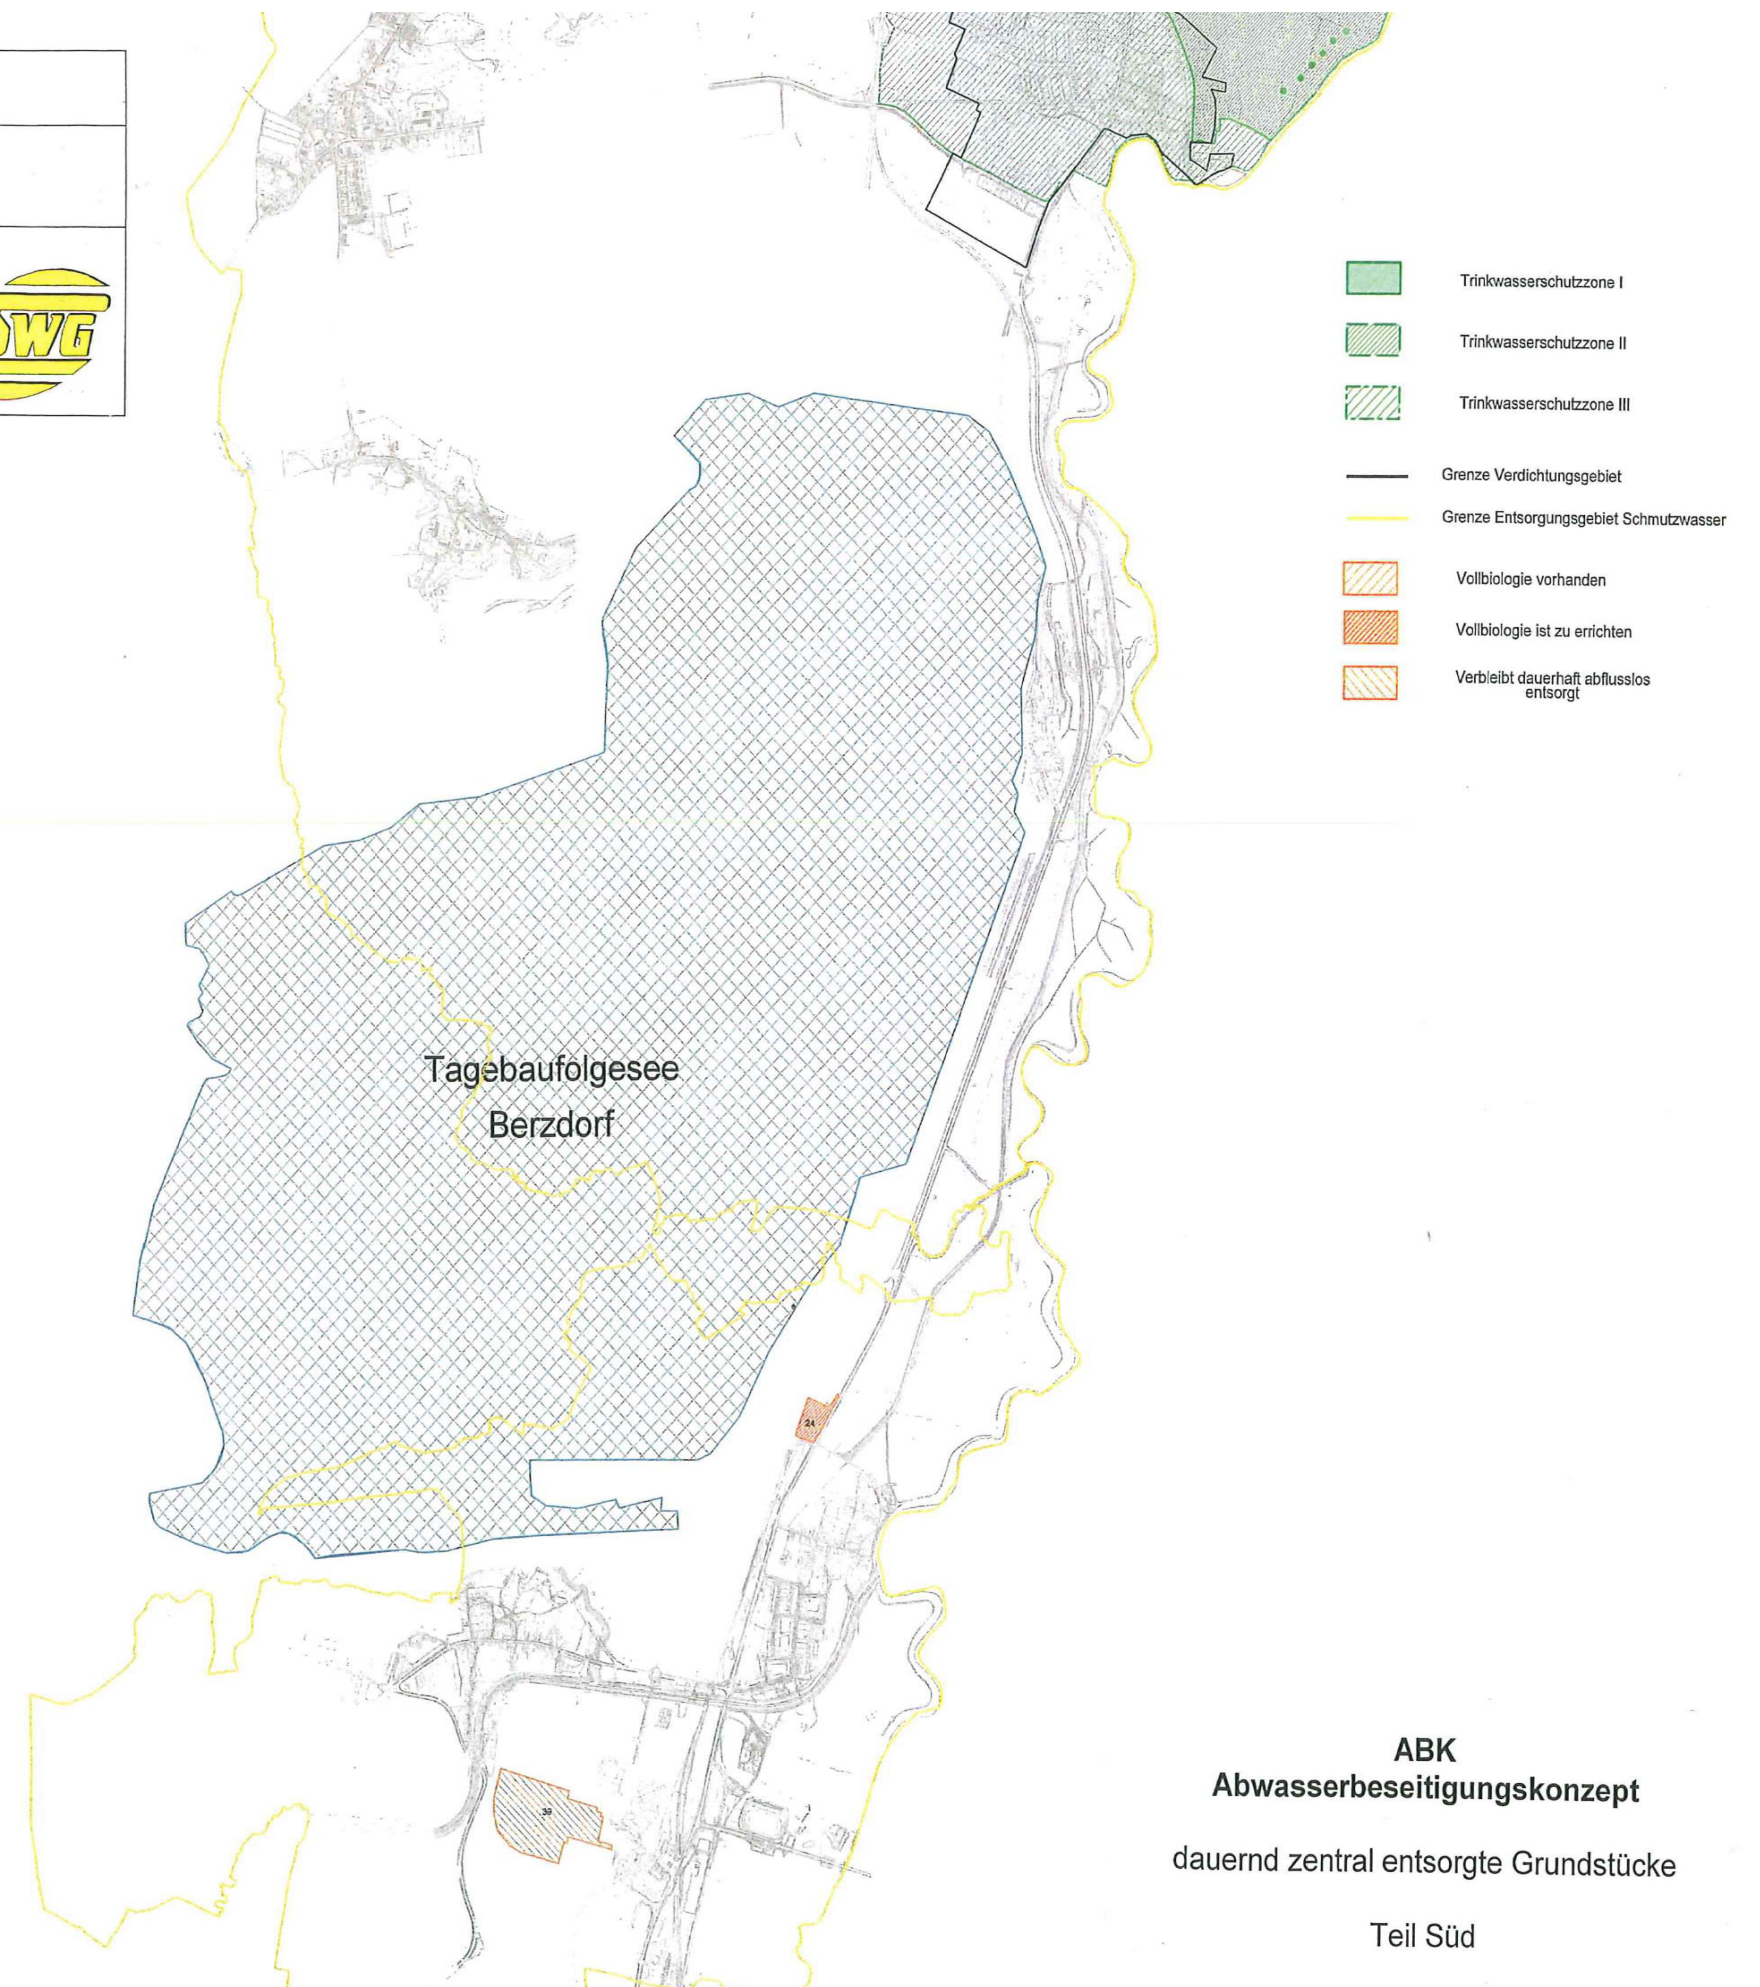 SWG
Trinkwasserschutzzone I
Trinkwasserschutzzone II
Trinkwasserschutzzone III
Grenze Verdichtungsgebiet
Grenze Entsorgungsgebiet Schmutzwasser
Vollbiologie vorhanden
Vollbiologie ist zu errichten
Verbleibt dauerhaft abflusslos
entsorgt
Tagebaufolgesee
Berzdorf
24
39
ABK
Abwasserbeseitigungskonzept
dauernd zentral entsorgte Grundstücke
Teil Süd